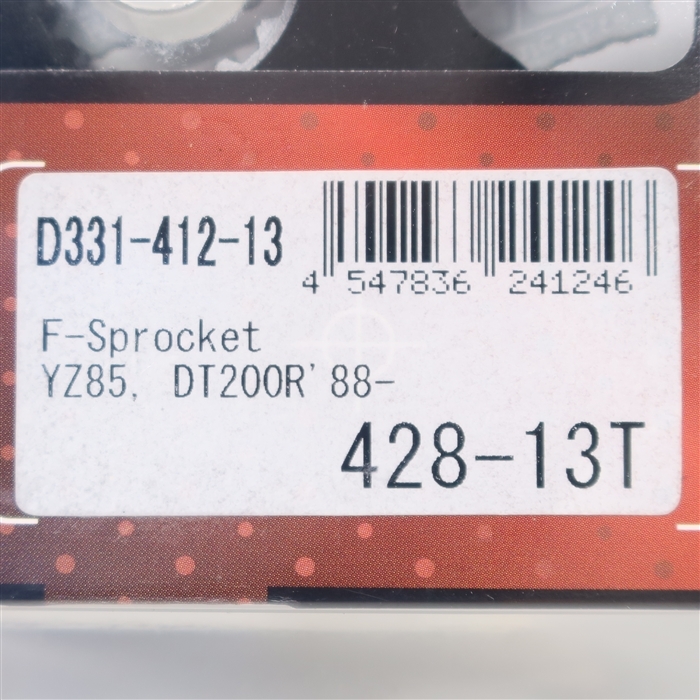 D331-412-13
4 547836 241246
F-Sprocket
YZ85, DT200R'88-
428-13T